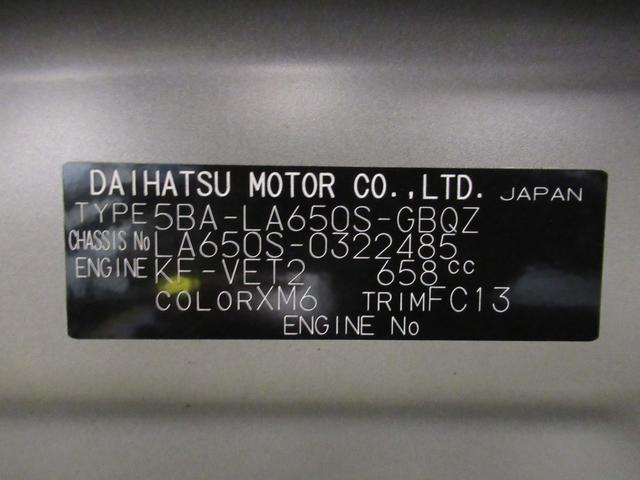 DAIHATSU MOTOR CO.,LTD. JAPAN
TYPE 5BA-LA650S-GBQZ
CHASSIS No LA650S-0322485
ENGINE KF-VET2 658cc
COLOR XM6 TRIM FC13
ENGINE No